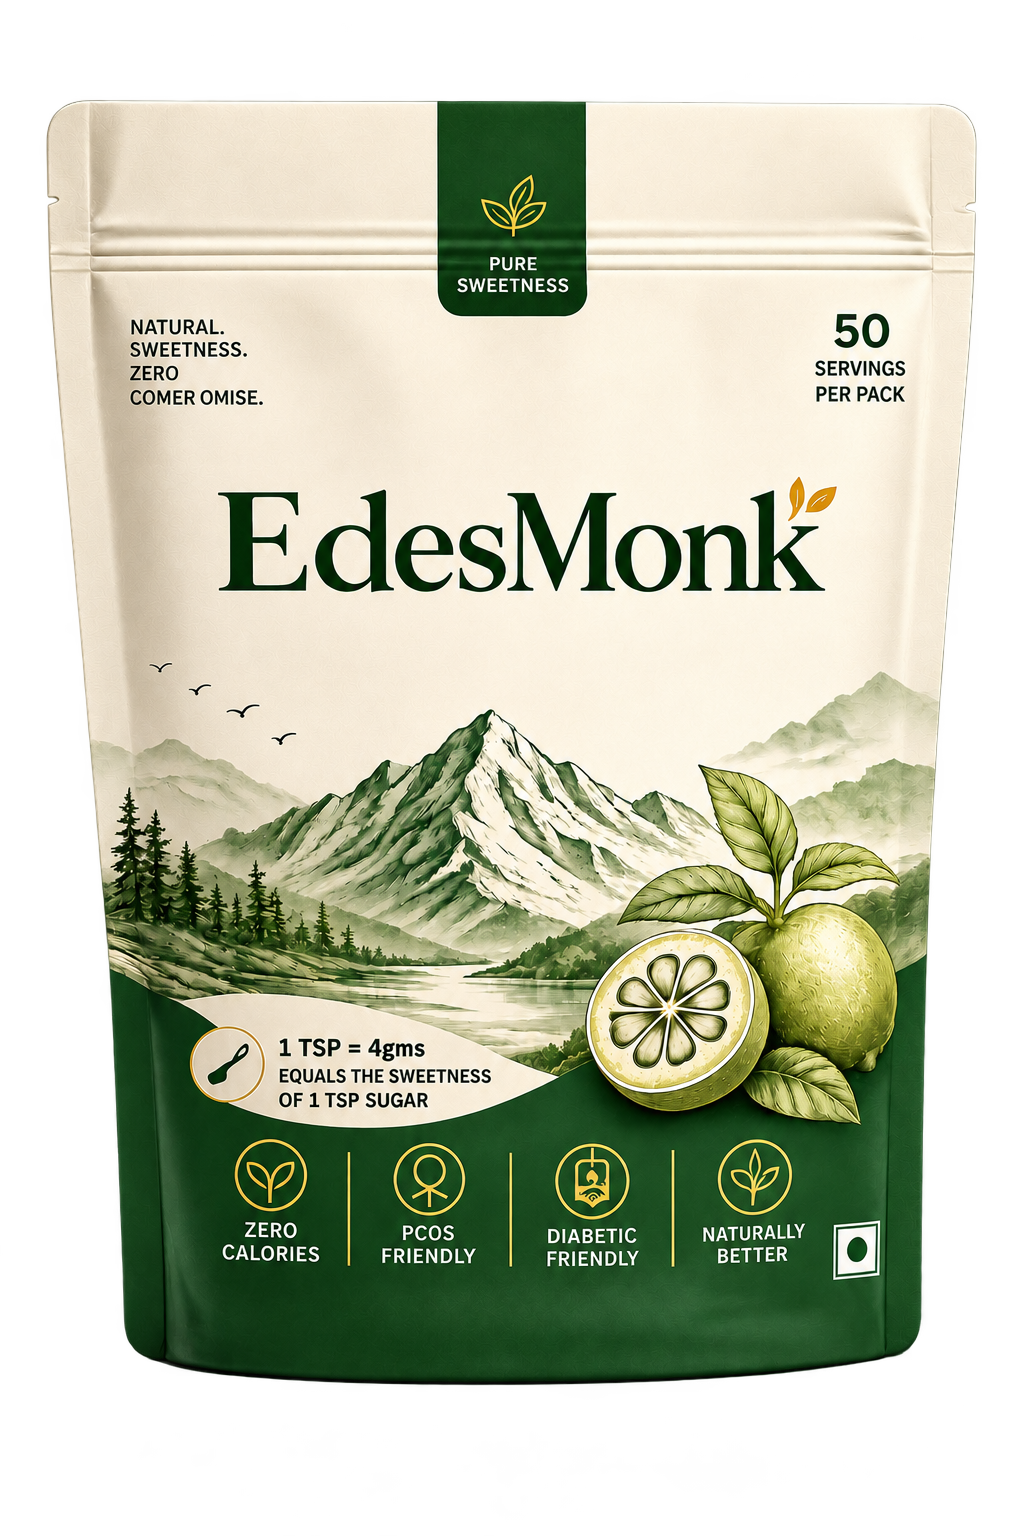 PURE
SWEETNESS
NATURAL.
SWEETNESS.
ZERO
COMER OMISE.
50
SERVINGS
PER PACK
EdesMonk
1 TSP = 4gms
EQUALS THE SWEETNESS
OF 1 TSP SUGAR
ZERO
CALORIES
PCOS
FRIENDLY
DIABETIC
FRIENDLY
NATURALLY
BETTER